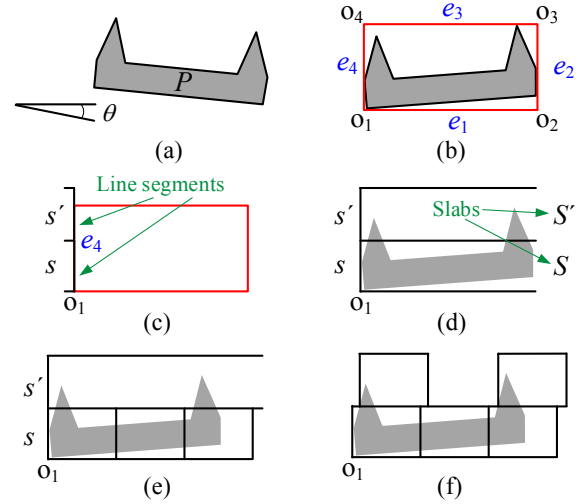 P
θ
(a)
o₄ e₃ o₃
e₄ e₂
o₁ e₁ o₂
(b)
Line segments
s′
e₄
s
o₁
(c)
s′ Slabs S′
s S
o₁
(d)
s′
s
o₁
(e)
s′
s
o₁
(f)